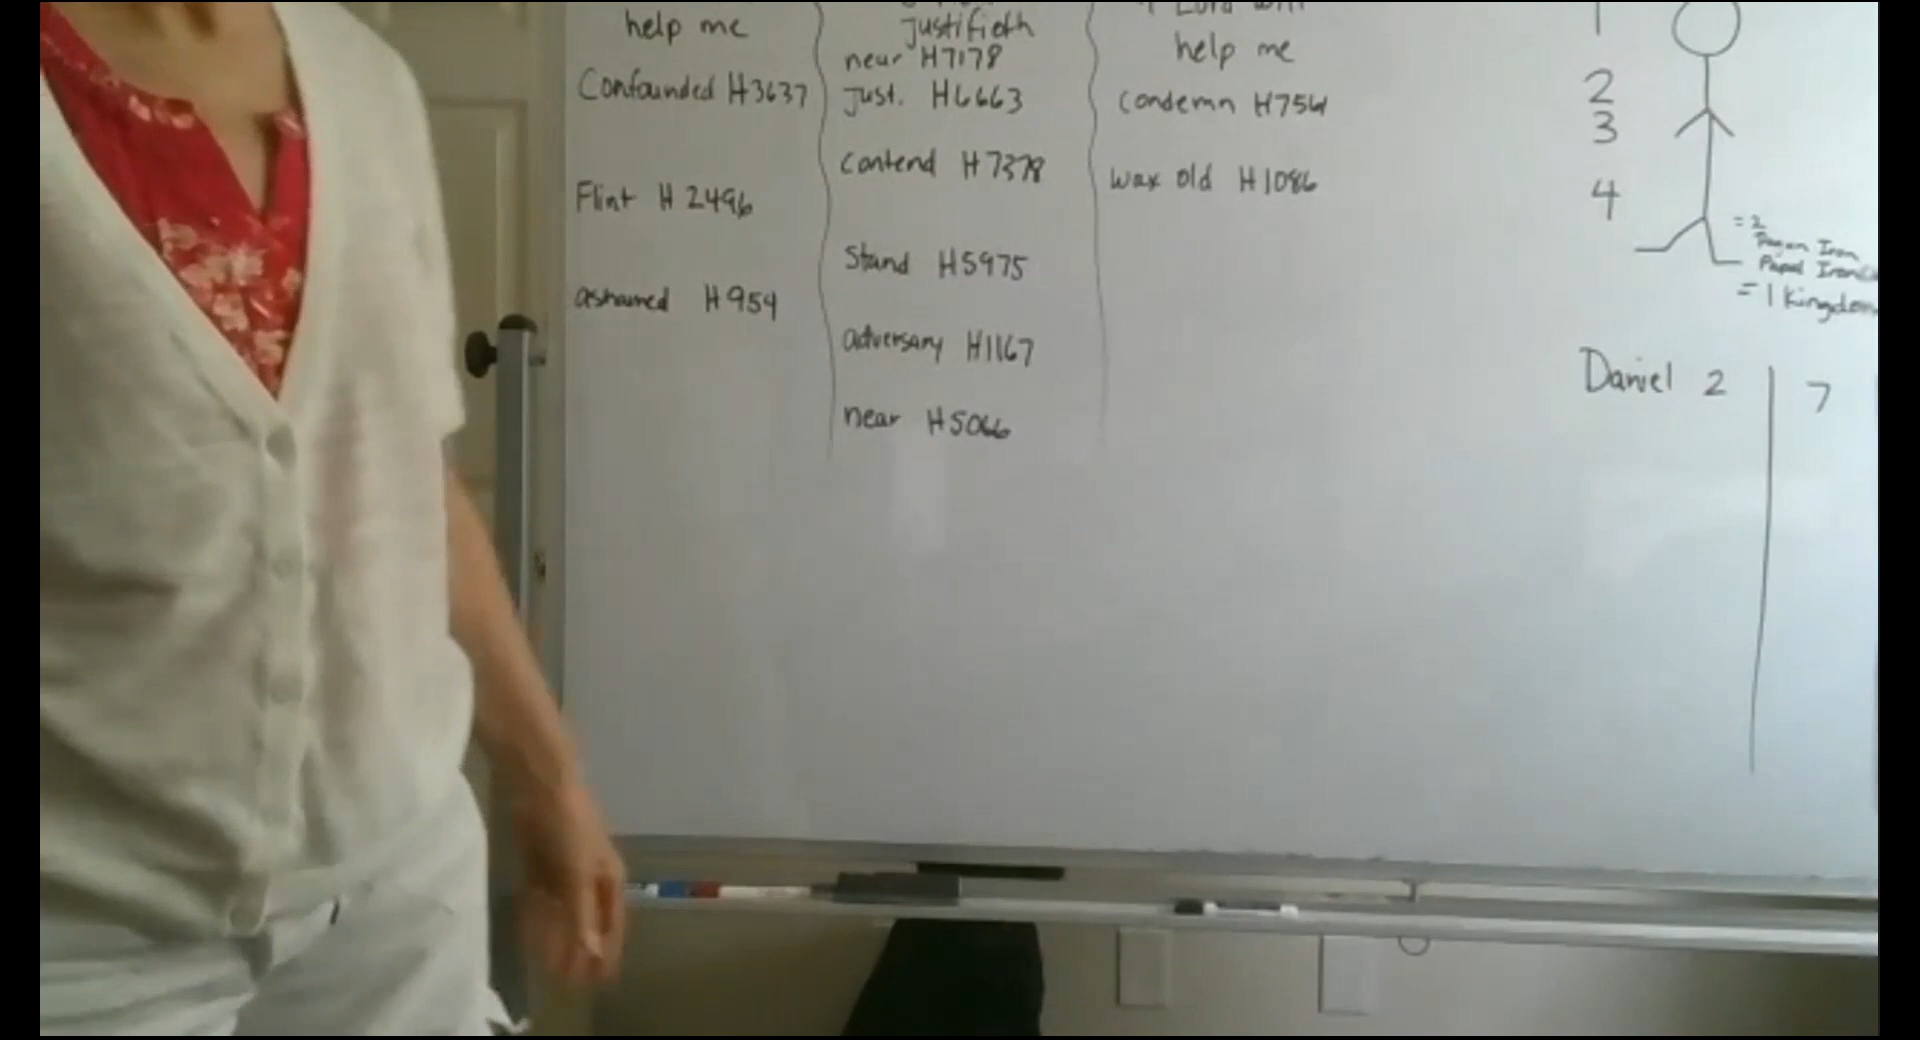 help me
Confounded H3637
Flint H 2496
ashamed H954
justifieth
near H7178
just. H6663
Contend H7378
Stand H5975
adversary H1167
near H5066
Lord will
help me
Condemn H7561
wax old H1086
1
2
3
4
= 2
Pagan Iron
Papal Iron
= 1 Kingdom
Daniel 2
7